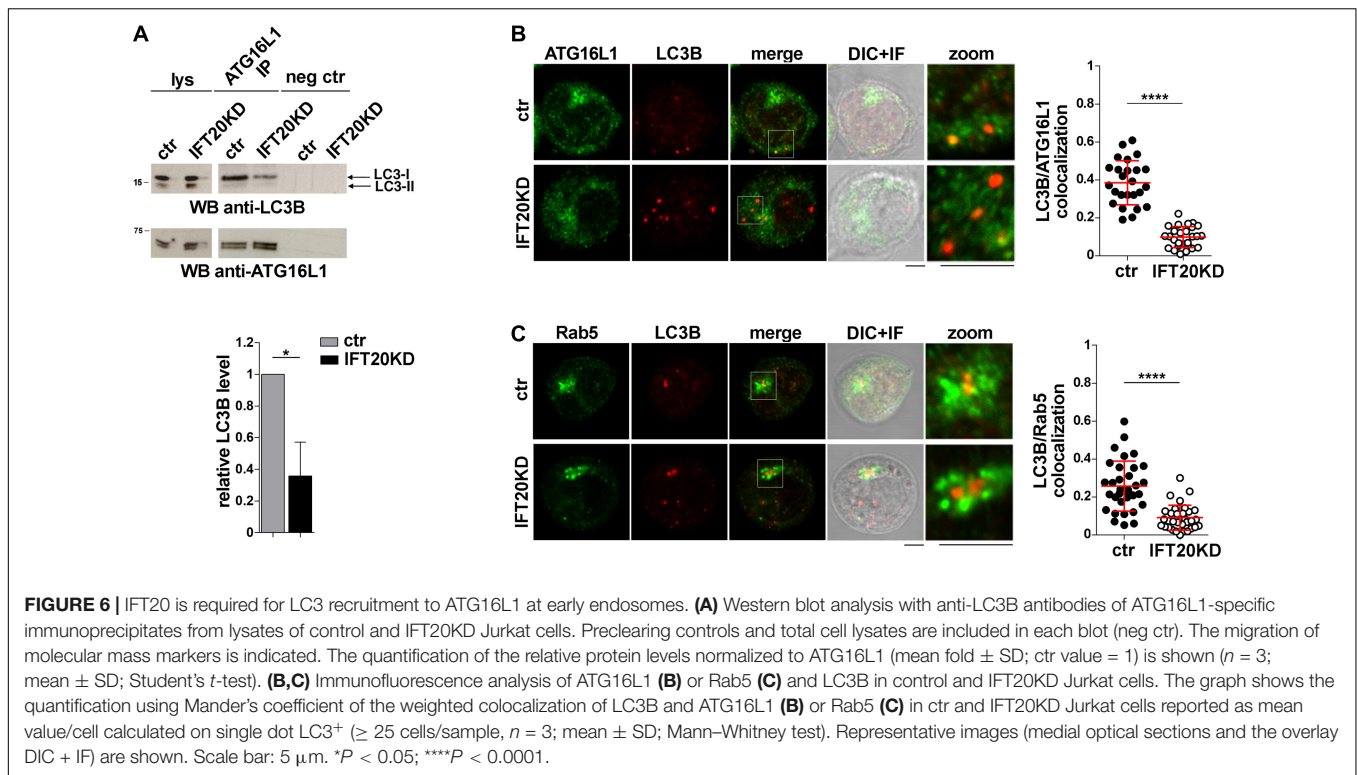 A
lys
ATG16L1 IP
neg ctr
ctr
IFT20KD
ctr
IFT20KD
ctr
IFT20KD
15
LC3-I
LC3-II
WB anti-LC3B
75
WB anti-ATG16L1
ctr
IFT20KD
relative LC3B level
1.2
1
0.8
0.6
0.4
0.2
0
*
B
ATG16L1 LC3B merge DIC+IF zoom
ctr
IFT20KD
LC3B/ATG16L1 colocalization
1
0.8
0.6
0.4
0.2
0
****
ctr IFT20KD
C
Rab5 LC3B merge DIC+IF zoom
ctr
IFT20KD
LC3B/Rab5 colocalization
1
0.8
0.6
0.4
0.2
0
****
ctr IFT20KD
FIGURE 6 | IFT20 is required for LC3 recruitment to ATG16L1 at early endosomes. (A) Western blot analysis with anti-LC3B antibodies of ATG16L1-specific
immunoprecipitates from lysates of control and IFT20KD Jurkat cells. Preclearing controls and total cell lysates are included in each blot (neg ctr). The migration of
molecular mass markers is indicated. The quantification of the relative protein levels normalized to ATG16L1 (mean fold ± SD; ctr value = 1) is shown (n = 3;
mean ± SD; Student's t-test). (B,C) Immunofluorescence analysis of ATG16L1 (B) or Rab5 (C) and LC3B in control and IFT20KD Jurkat cells. The graph shows the
quantification using Mander's coefficient of the weighted colocalization of LC3B and ATG16L1 (B) or Rab5 (C) in ctr and IFT20KD Jurkat cells reported as mean
value/cell calculated on single dot LC3⁺ (≥ 25 cells/sample, n = 3; mean ± SD; Mann–Whitney test). Representative images (medial optical sections and the overlay
DIC + IF) are shown. Scale bar: 5 μm. *P < 0.05; ****P < 0.0001.